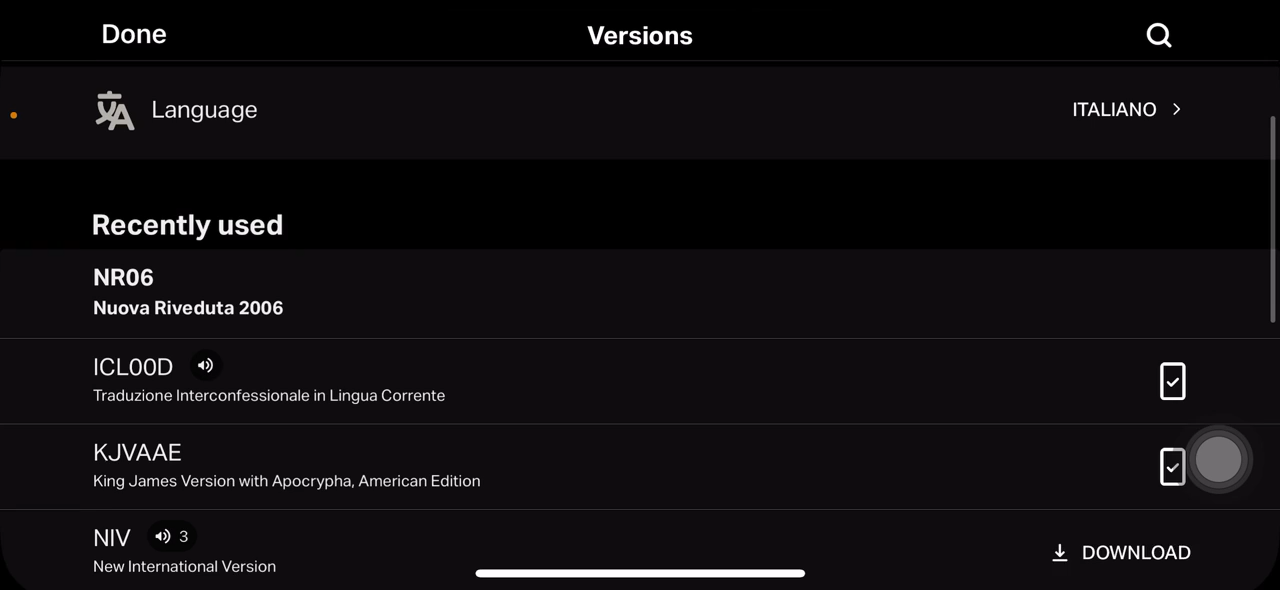 Done
Versions
Language
ITALIANO
Recently used
NR06
Nuova Riveduta 2006
ICL00D
Traduzione Interconfessionale in Lingua Corrente
KJVAAE
King James Version with Apocrypha, American Edition
NIV 3
New International Version
DOWNLOAD